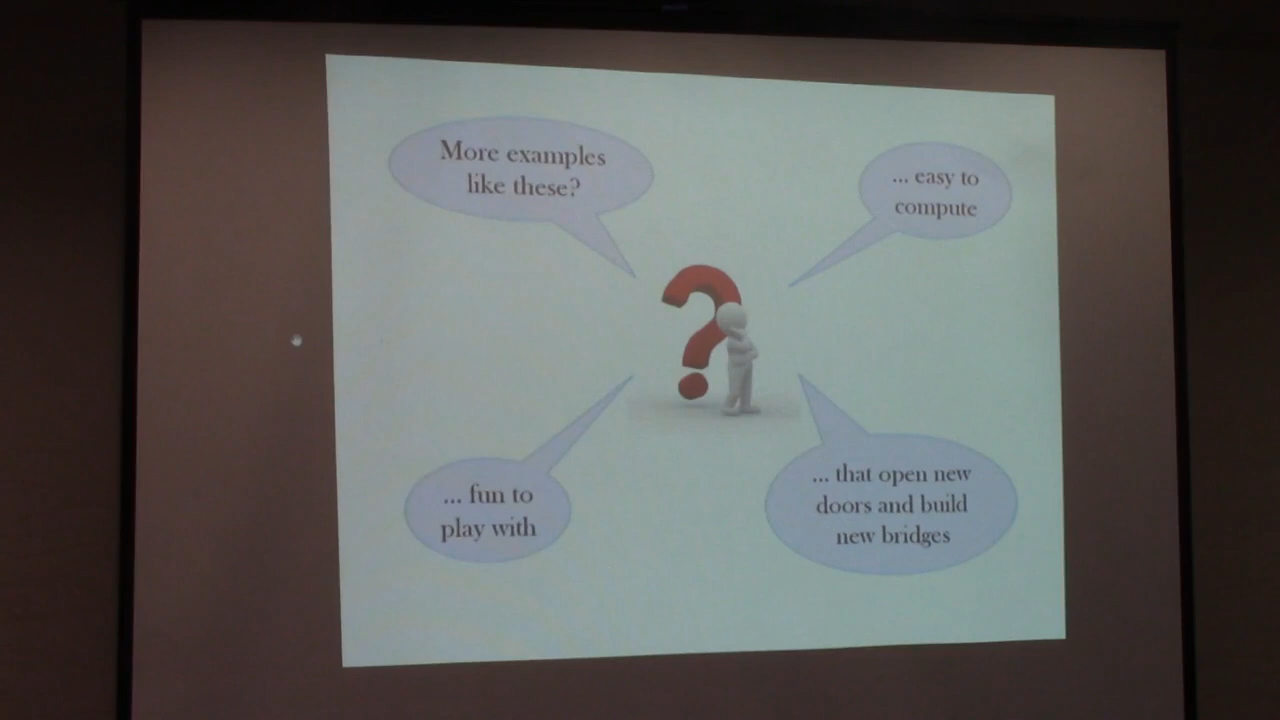 More examples
like these?
... easy to
compute
... fun to
play with
... that open new
doors and build
new bridges